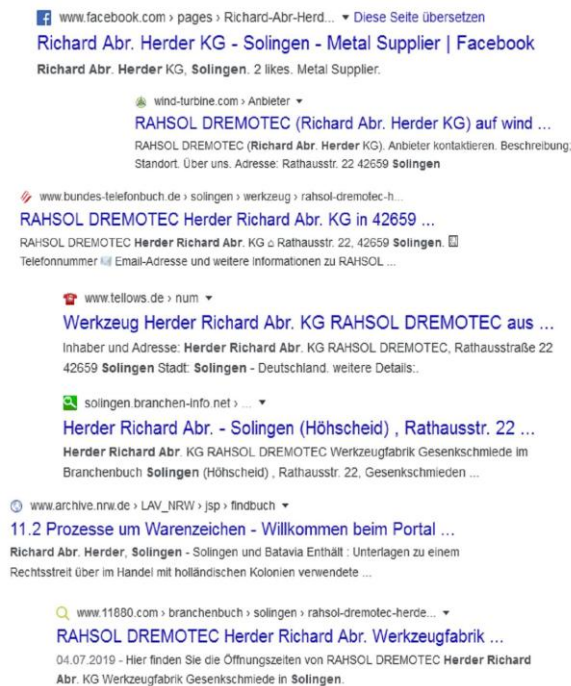 www.facebook.com › pages › Richard-Abr-Herd... ▾ Diese Seite übersetzen
Richard Abr. Herder KG - Solingen - Metal Supplier | Facebook
Richard Abr. Herder KG, Solingen. 2 likes. Metal Supplier.
wind-turbine.com › Anbieter ▾
RAHSOL DREMOTEC (Richard Abr. Herder KG) auf wind ...
RAHSOL DREMOTEC (Richard Abr. Herder KG). Anbieter kontaktieren. Beschreibung;
Standort. Über uns. Adresse: Rathausstr. 22 42659 Solingen
www.bundes-telefonbuch.de › solingen › werkzeug › rahsol-dremotec-h...
RAHSOL DREMOTEC Herder Richard Abr. KG in 42659 ...
RAHSOL DREMOTEC Herder Richard Abr. KG ⌂ Rathausstr. 22, 42659 Solingen.
Telefonnummer Email-Adresse und weitere Informationen zu RAHSOL ...
www.tellows.de › num ▾
Werkzeug Herder Richard Abr. KG RAHSOL DREMOTEC aus ...
Inhaber und Adresse: Herder Richard Abr. KG RAHSOL DREMOTEC, Rathausstraße 22
42659 Solingen Stadt: Solingen - Deutschland. weitere Details:.
solingen.branchen-info.net › ... ▾
Herder Richard Abr. - Solingen (Höhscheid) , Rathausstr. 22 ...
Herder Richard Abr. KG RAHSOL DREMOTEC Werkzeugfabrik Gesenkschmiede im
Branchenbuch Solingen (Höhscheid) , Rathausstr. 22, Gesenkschmieden ...
www.archive.nrw.de › LAV_NRW › jsp › findbuch ▾
11.2 Prozesse um Warenzeichen - Willkommen beim Portal ...
Richard Abr. Herder, Solingen - Solingen und Batavia Enthält : Unterlagen zu einem
Rechtsstreit über im Handel mit holländischen Kolonien verwendete ...
www.11880.com › branchenbuch › solingen › rahsol-dremotec-herde... ▾
RAHSOL DREMOTEC Herder Richard Abr. Werkzeugfabrik ...
04.07.2019 - Hier finden Sie die Öffnungszeiten von RAHSOL DREMOTEC Herder Richard
Abr. KG Werkzeugfabrik Gesenkschmiede in Solingen.